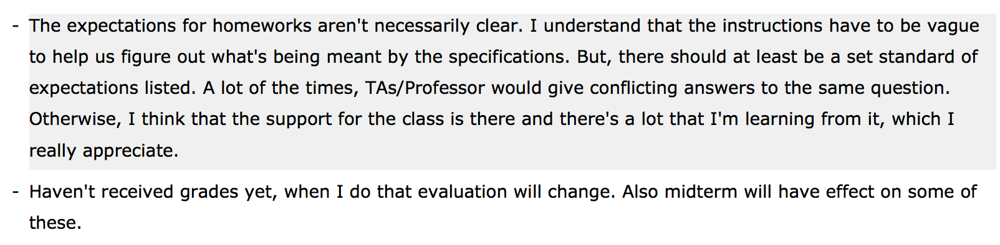 - The expectations for homeworks aren't necessarily clear. I understand that the instructions have to be vague
to help us figure out what's being meant by the specifications. But, there should at least be a set standard of
expectations listed. A lot of the times, TAs/Professor would give conflicting answers to the same question.
Otherwise, I think that the support for the class is there and there's a lot that I'm learning from it, which I
really appreciate.
- Haven't received grades yet, when I do that evaluation will change. Also midterm will have effect on some of
these.